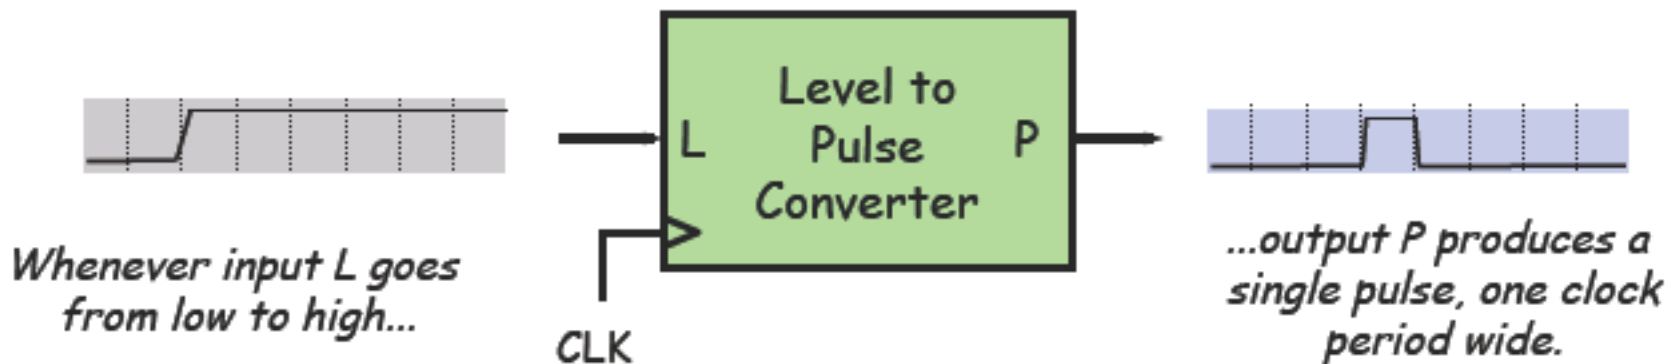 Level to
Pulse
Converter
L
P
CLK
Whenever input L goes
from low to high...
...output P produces a
single pulse, one clock
period wide.